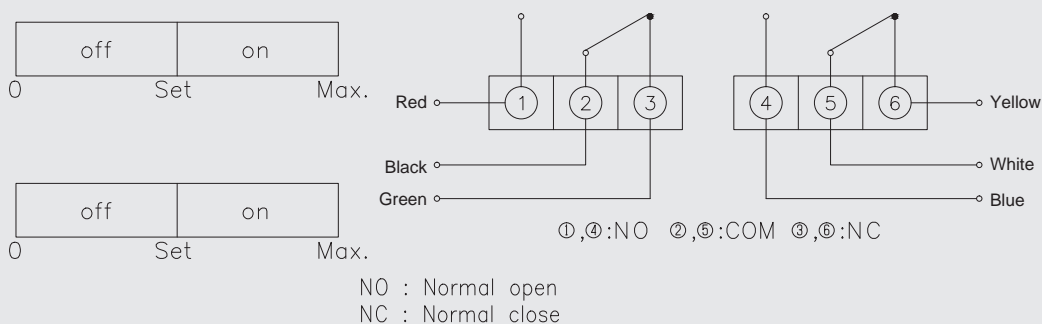 off on
0 Set Max.
Red ① ② ③ ④ ⑤ ⑥ Yellow
Black White
Green Blue
off on
0 Set Max.
①,④:NO ②,⑤:COM ③,⑥:NC
NO : Normal open
NC : Normal close